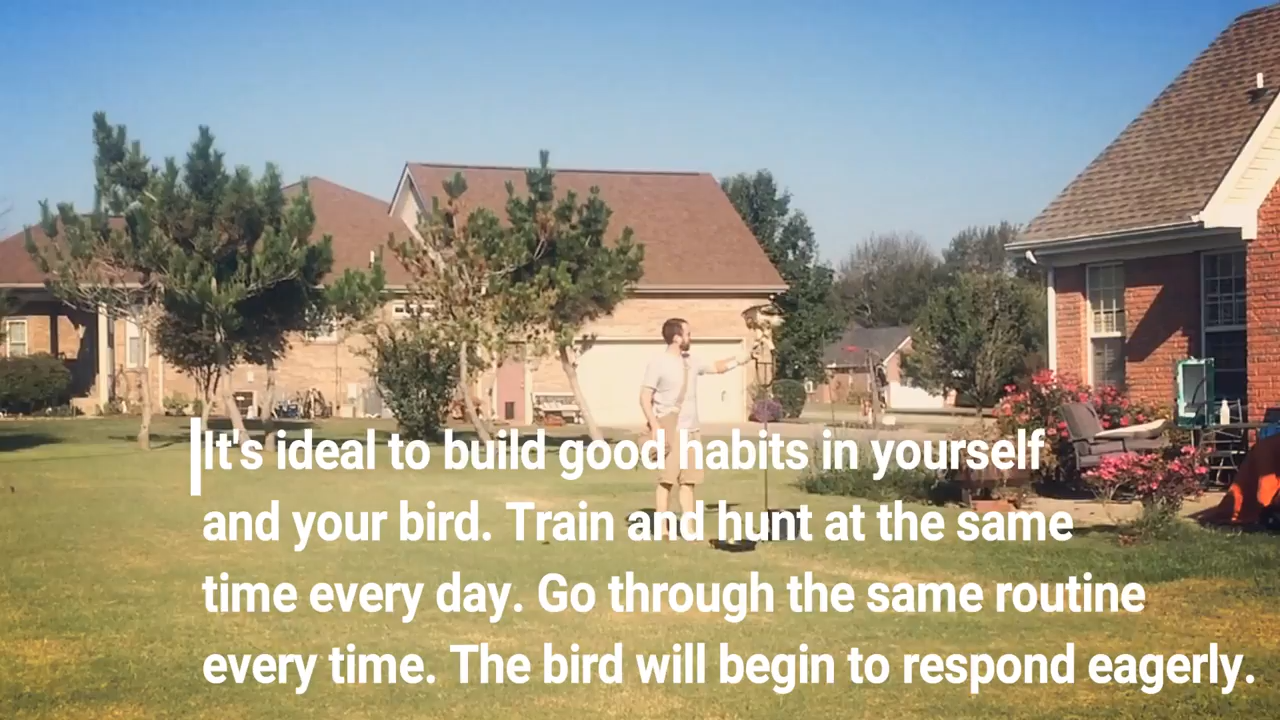 It's ideal to build good habits in yourself
and your bird. Train and hunt at the same
time every day. Go through the same routine
every time. The bird will begin to respond eagerly.